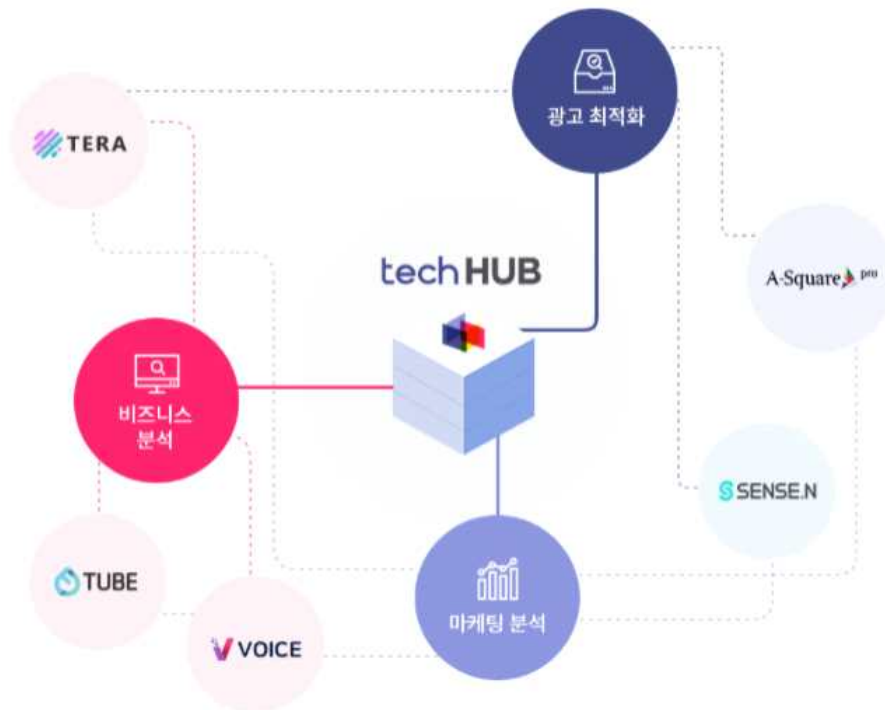 광고 최적화
TERA
tech HUB
A-Square pro
비즈니스
분석
SENSE.N
TUBE
마케팅 분석
VOICE